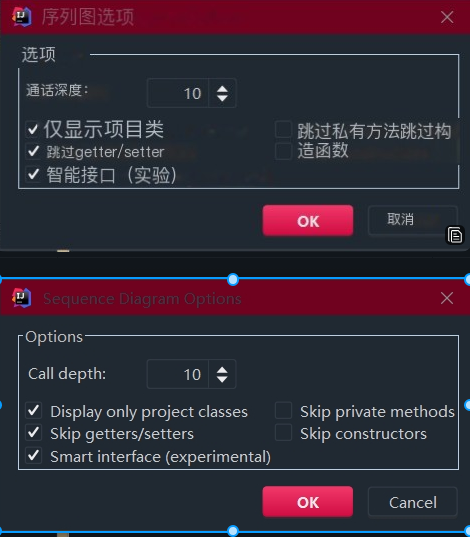 序列图选项
选项
通话深度：
10
仅显示项目类
跳过私有方法跳过构
跳过getter/setter
造函数
智能接口（实验）
OK
取消
Sequence Diagram Options
Options
Call depth:
10
Display only project classes
Skip private methods
Skip getters/setters
Skip constructors
Smart interface (experimental)
OK
Cancel